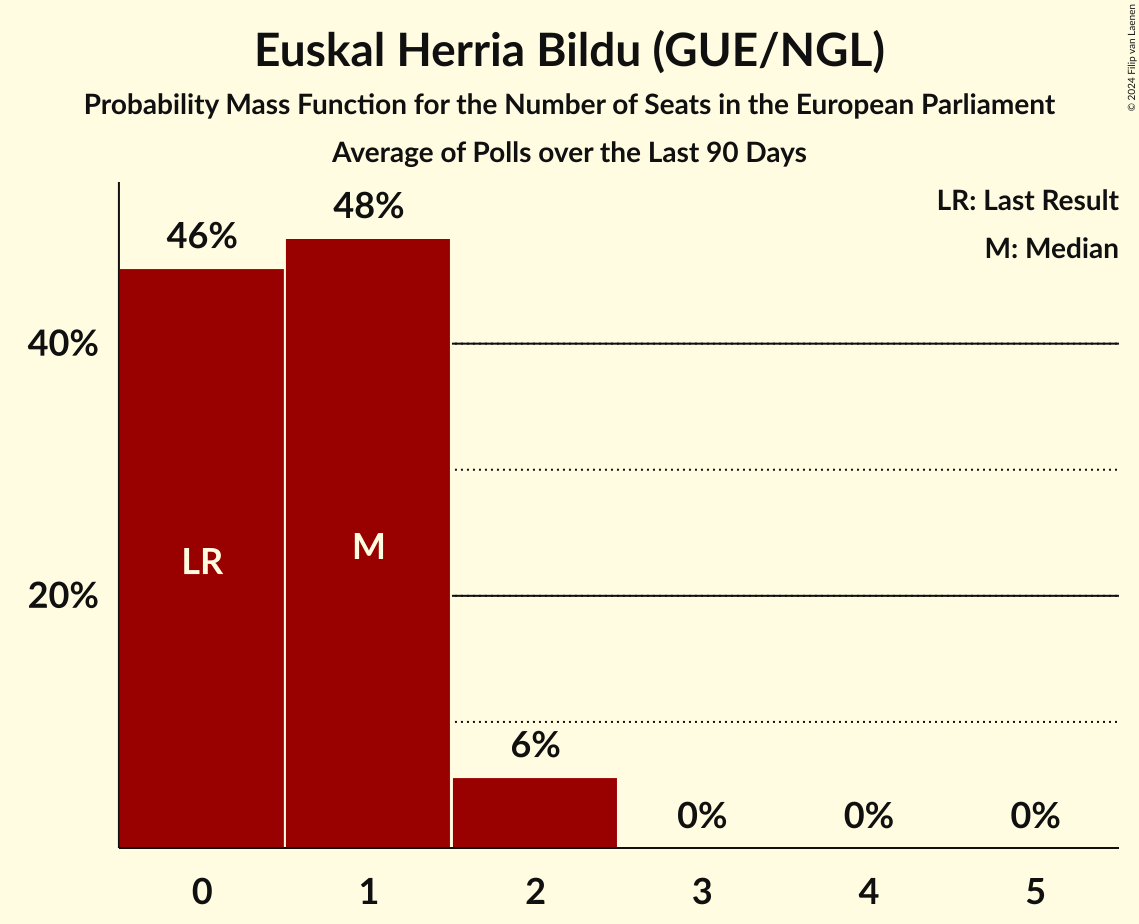 Euskal Herria Bildu (GUE/NGL)
Probability Mass Function for the Number of Seats in the European Parliament
Average of Polls over the Last 90 Days
© 2024 Filip van Laenen
LR: Last Result
M: Median
46%
48%
40%
LR
M
20%
6%
0%
0%
0%
0
1
2
3
4
5